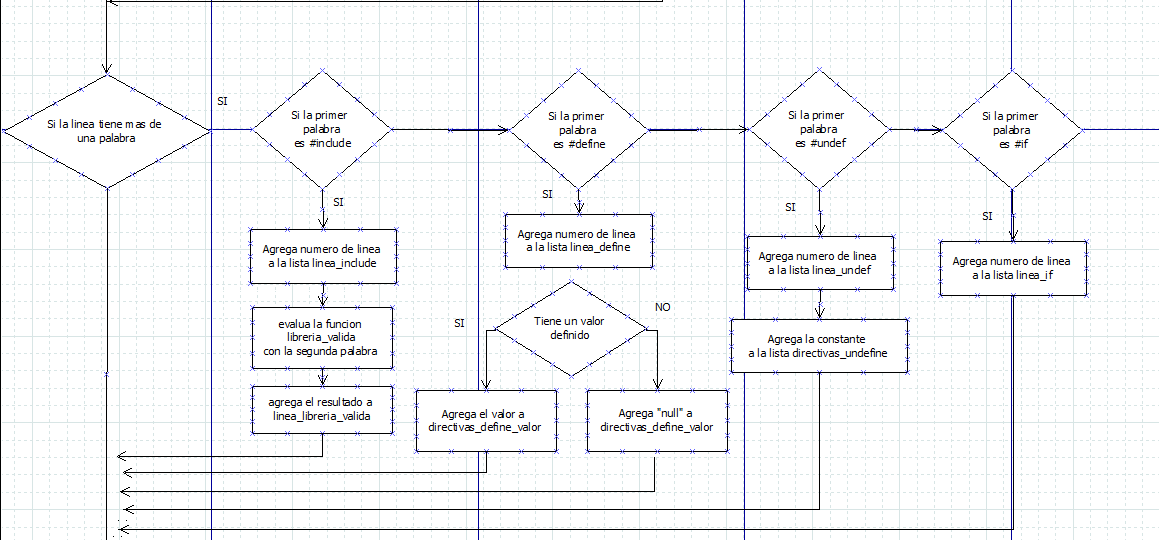 Si la linea tiene mas de
una palabra
SI
Si la primer
palabra
es #include
Si la primer
palabra
es #define
Si la primer
palabra
es #undef
Si la primer
palabra
es #if
SI
SI
SI
SI
Agrega numero de linea
a la lista linea_include
Agrega numero de linea
a la lista linea_define
Agrega numero de linea
a la lista linea_undef
Agrega numero de linea
a la lista linea_if
evalua la funcion
libreria_valida
con la segunda palabra
SI
Tiene un valor
definido
NO
Agrega la constante
a la lista directivas_undefine
agrega el resultado a
linea_libreria_valida
Agrega el valor a
directivas_define_valor
Agrega "null" a
directivas_define_valor